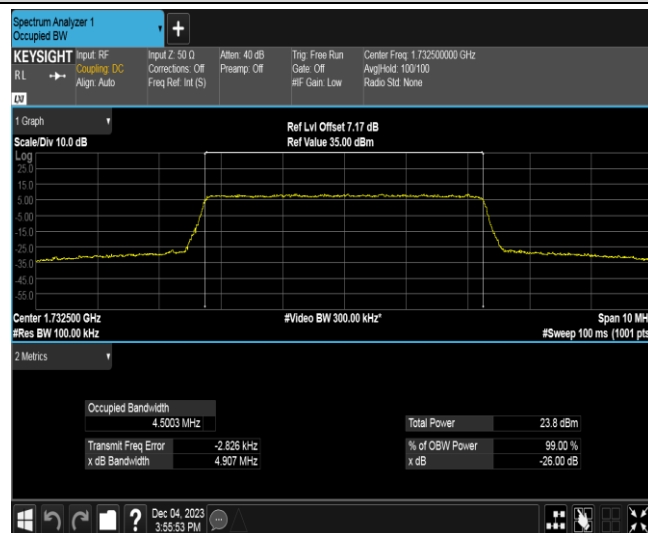 Spectrum Analyzer 1
Occupied BW
+
KEYSIGHT
RL
LXI
Input: RF
Coupling: DC
Align: Auto
Input Z: 50 Ω
Corrections: Off
Freq Ref: Int (S)
Atten: 40 dB
Preamp: Off
Trig: Free Run
Gate: Off
#IF Gain: Low
Center Freq: 1.732500000 GHz
Avg|Hold: 100/100
Radio Std: None
1 Graph
Scale/Div 10.0 dB
Ref Lvl Offset 7.17 dB
Ref Value 35.00 dBm
Log
25.0
15.0
5.00
-5.00
-15.0
-25.0
-35.0
-45.0
-55.0
Center 1.732500 GHz
#Res BW 100.00 kHz
#Video BW 300.00 kHz*
Span 10 MH
#Sweep 100 ms (1001 pts
2 Metrics
Occupied Bandwidth
4.5003 MHz
Transmit Freq Error -2.826 kHz
x dB Bandwidth 4.907 MHz
Total Power 23.8 dBm
% of OBW Power 99.00 %
x dB -26.00 dB
?
Dec 04, 2023
3:55:53 PM